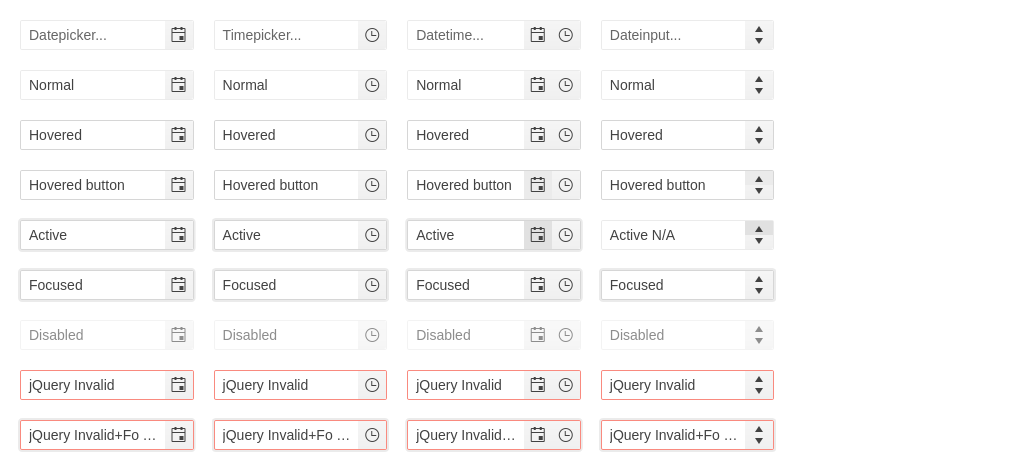 Datepicker... Timepicker... Datetime... Dateinput...
Normal Normal Normal Normal
Hovered Hovered Hovered Hovered
Hovered button Hovered button Hovered button Hovered button
Active Active Active Active N/A
Focused Focused Focused Focused
Disabled Disabled Disabled Disabled
jQuery Invalid jQuery Invalid jQuery Invalid jQuery Invalid
jQuery Invalid+Fo … jQuery Invalid+Fo … jQuery Invalid… jQuery Invalid+Fo …